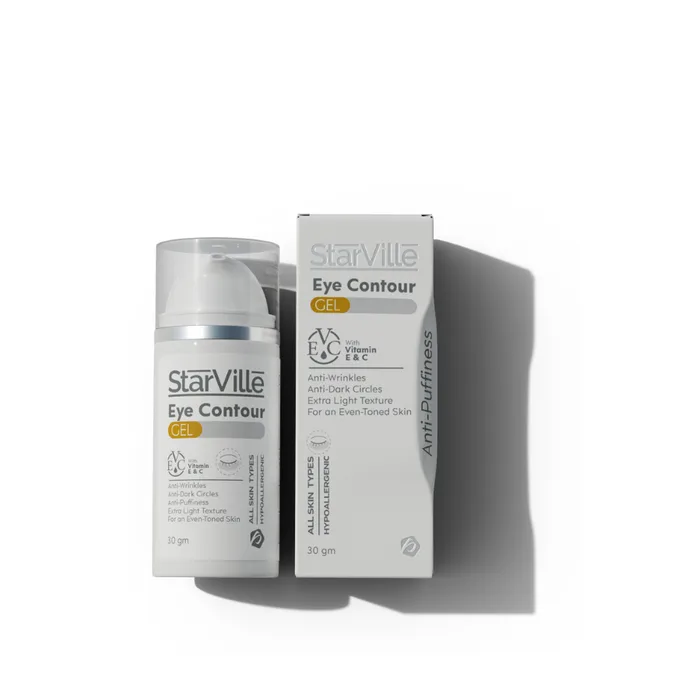 StarVille
Eye Contour
GEL
EVC
With
Vitamin
E & C
Anti-Wrinkles
Anti-Dark Circles
Anti-Puffiness
Extra Light Texture
For an Even-Toned Skin
30 gm
ALL SKIN TYPES
HYPOALLERGENIC
StarVille
Eye Contour
GEL
EVC
With
Vitamin
E & C
Anti-Wrinkles
Anti-Dark Circles
Extra Light Texture
For an Even-Toned Skin
Anti-Puffiness
ALL SKIN TYPES
HYPOALLERGENIC
30 gm